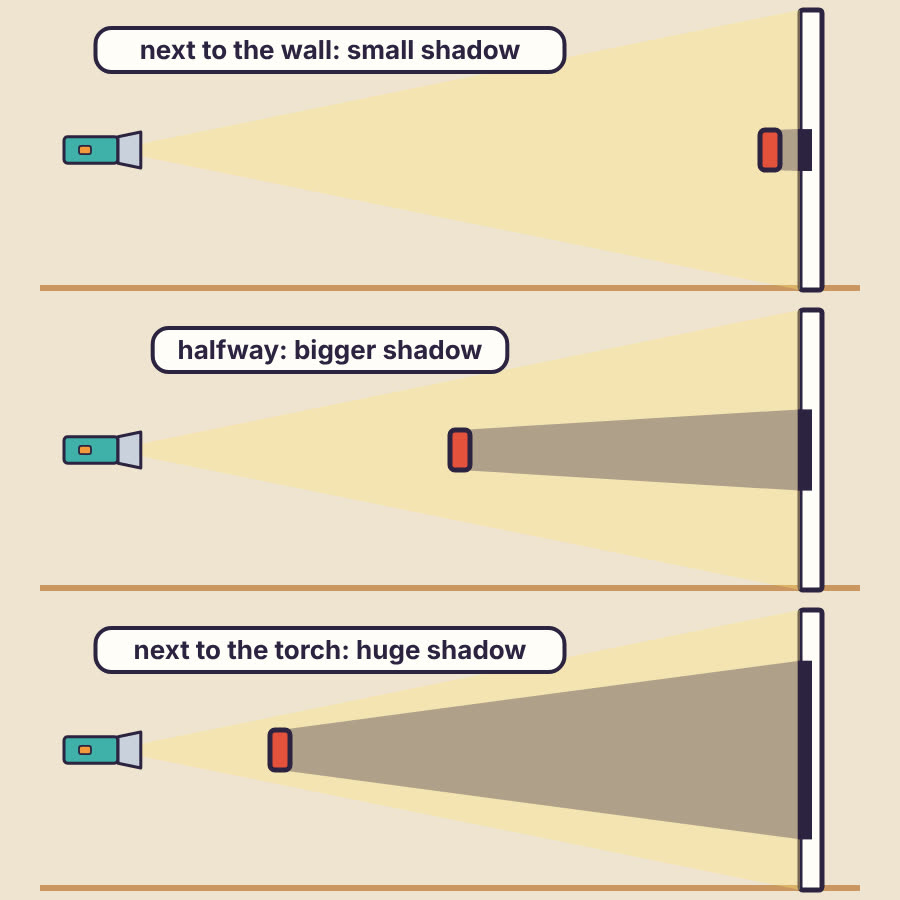 next to the wall: small shadow
halfway: bigger shadow
next to the torch: huge shadow